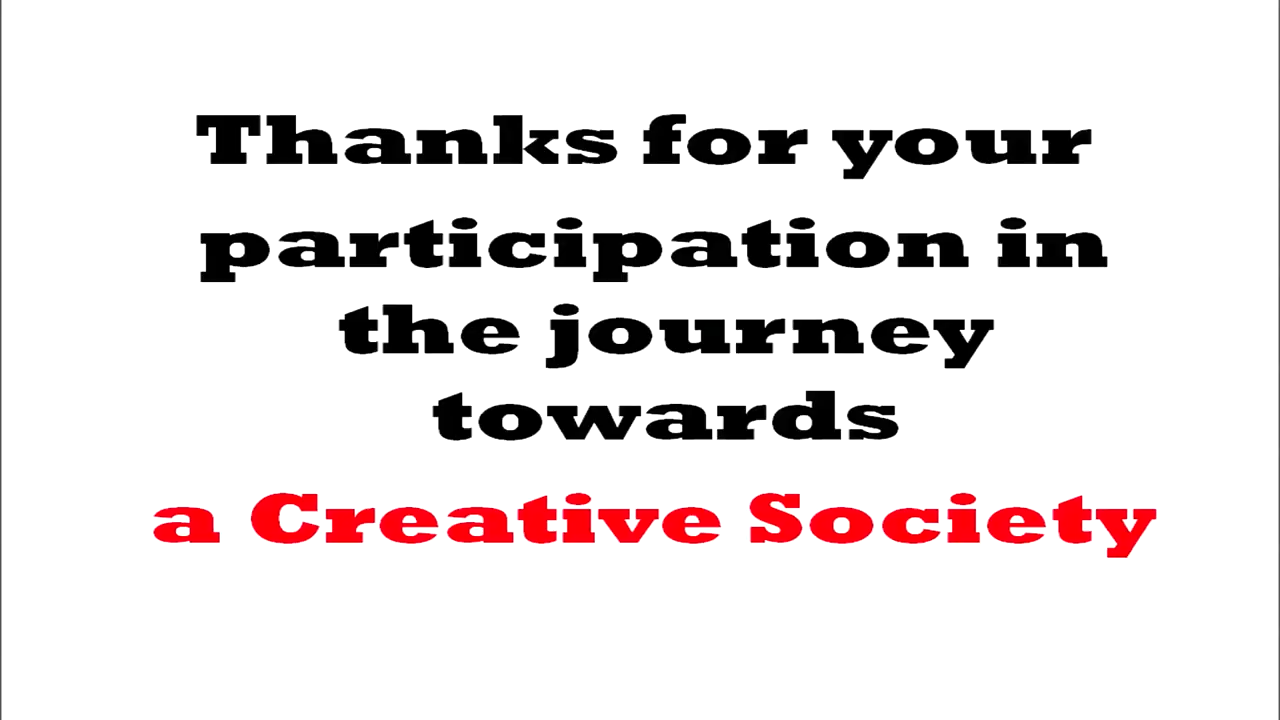 Thanks for your
participation in
the journey
towards
a Creative Society